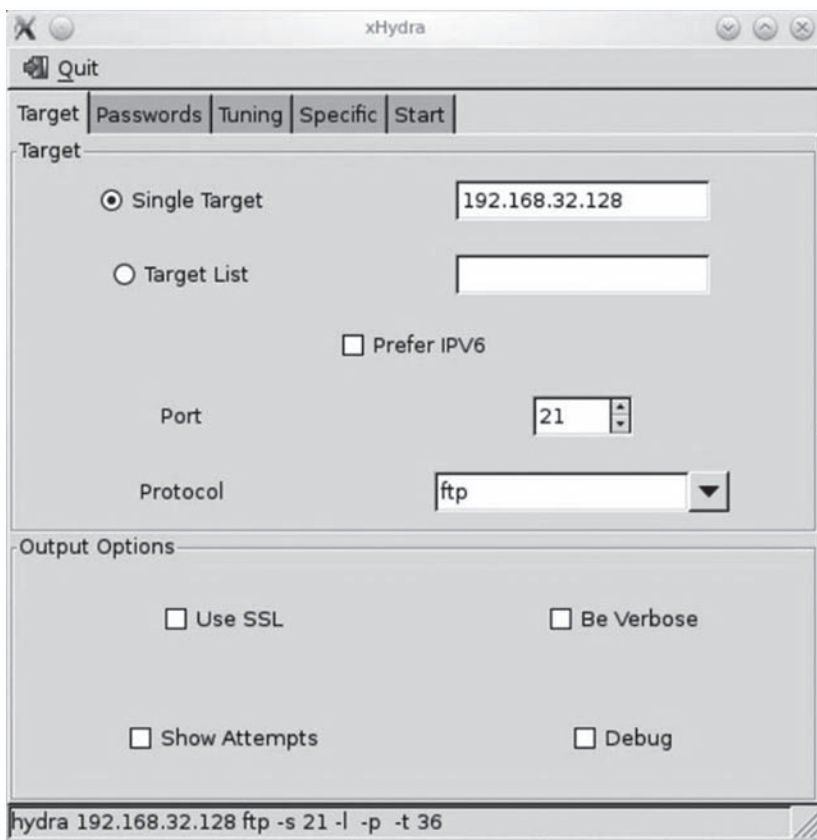 xHydra
Quit
Target Passwords Tuning Specific Start
Target
Single Target 192.168.32.128
Target List
Prefer IPV6
Port 21
Protocol ftp
Output Options
Use SSL Be Verbose
Show Attempts Debug
hydra 192.168.32.128 ftp -s 21 -l -p -t 36